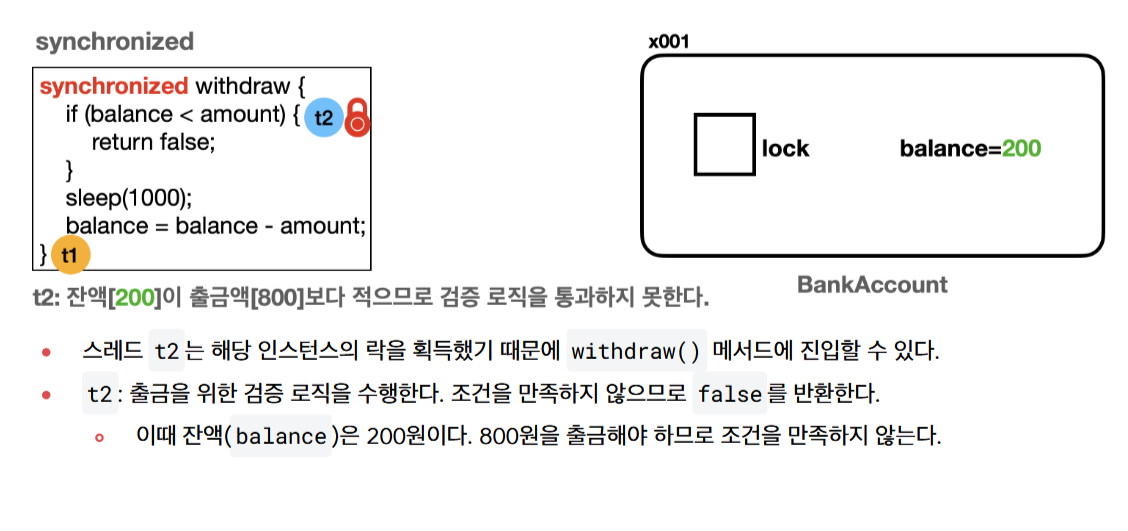 synchronized
x001
synchronized withdraw {
if (balance < amount) { t2
return false;
}
sleep(1000);
balance = balance - amount;
} t1
lock
balance=200
BankAccount
t2: 잔액[200]이 출금액[800]보다 적으므로 검증 로직을 통과하지 못한다.
스레드 t2는 해당 인스턴스의 락을 획득했기 때문에 withdraw() 메서드에 진입할 수 있다.
t2: 출금을 위한 검증 로직을 수행한다. 조건을 만족하지 않으므로 false를 반환한다.
이때 잔액(balance)은 200원이다. 800원을 출금해야 하므로 조건을 만족하지 않는다.